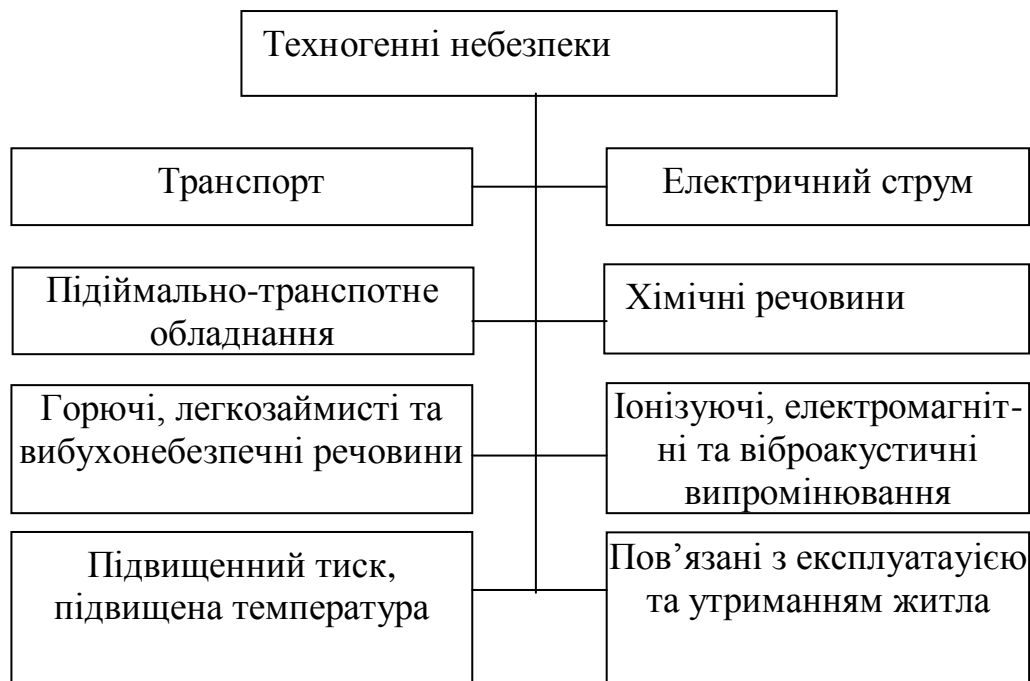 Техногенні небезпеки
Транспорт
Електричний струм
Підіймально-транспотне
обладнання
Хімічні речовини
Горючі, легкозаймисті та
вибухонебезпечні речовини
Іонізуючі, електромагніт-
ні та віброакустичні
випромінювання
Підвищенний тиск,
підвищена температура
Пов’язані з експлуатауією
та утриманням житла